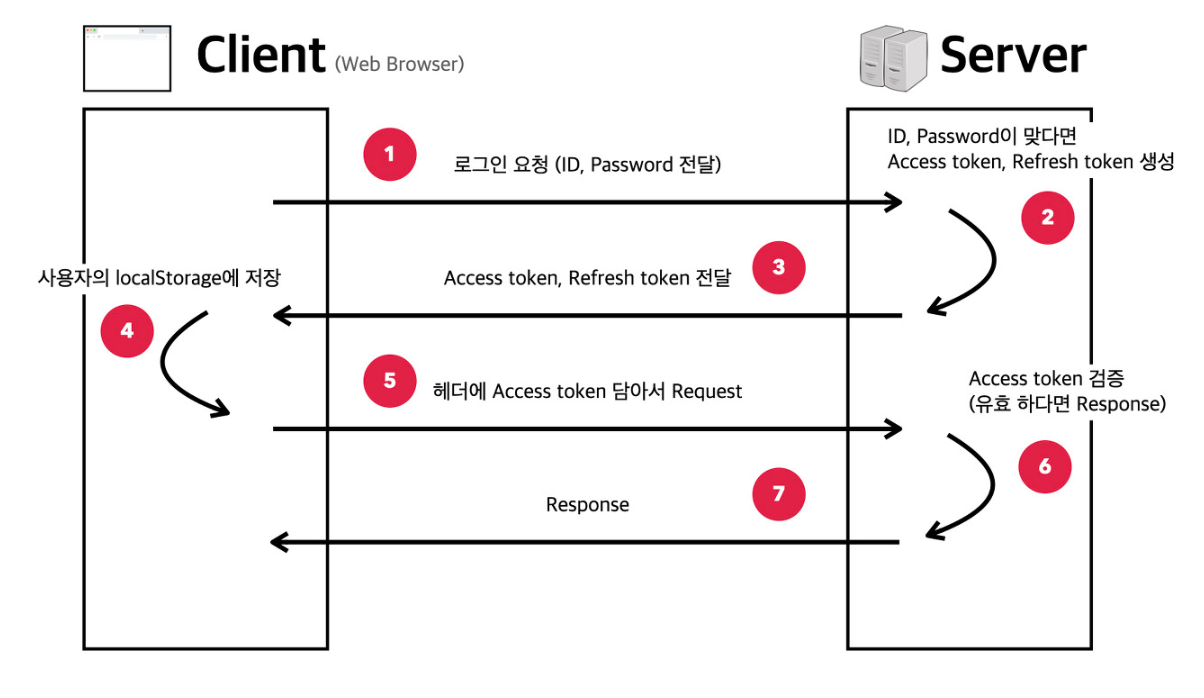 Client (Web Browser)
Server
1
로그인 요청 (ID, Password 전달)
ID, Password이 맞다면
Access token, Refresh token 생성
2
3
Access token, Refresh token 전달
사용자의 localStorage에 저장
4
5
헤더에 Access token 담아서 Request
Access token 검증
(유효 하다면 Response)
6
7
Response